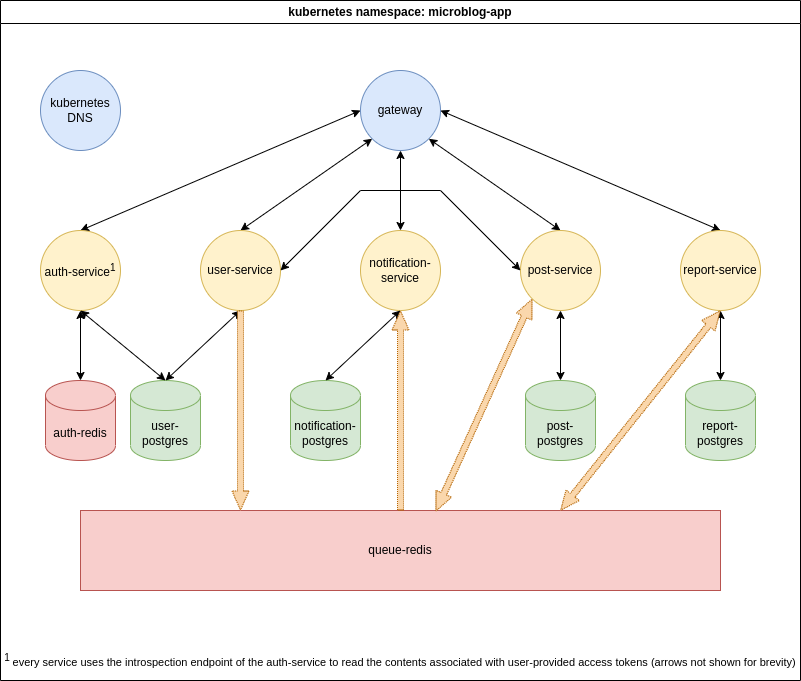 kubernetes namespace: microblog-app
kubernetes
DNS
gateway
auth-service1
user-service
notification-
service
post-service
report-service
auth-redis
user-
postgres
notification-
postgres
post-
postgres
report-
postgres
queue-redis
1 every service uses the introspection endpoint of the auth-service to read the contents associated with user-provided access tokens (arrows not shown for brevity)